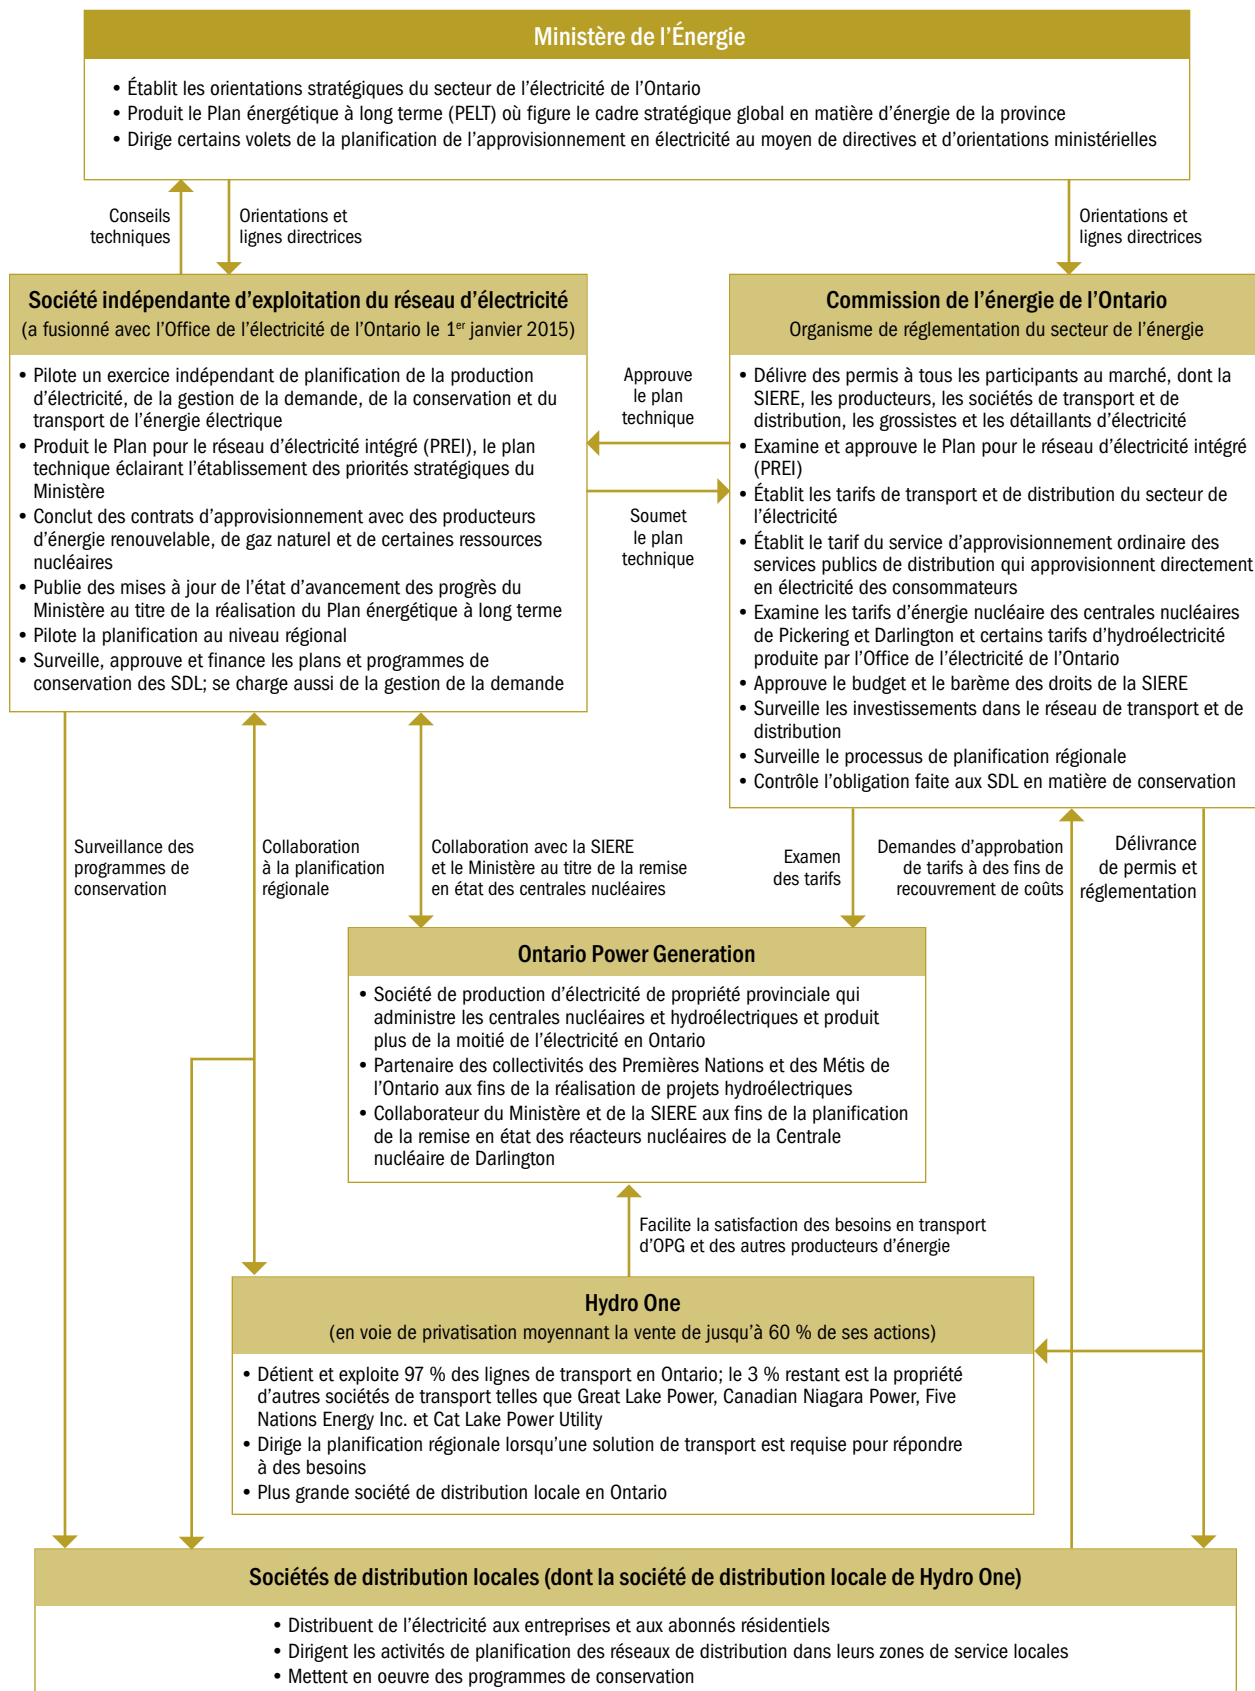 Ministère de l'Énergie
• Établit les orientations stratégiques du secteur de l'électricité de l'Ontario
• Produit le Plan énergétique à long terme (PELT) où figure le cadre stratégique global en matière d'énergie de la province
• Dirige certains volets de la planification de l'approvisionnement en électricité au moyen de directives et d'orientations ministérielles
Conseils
techniques
Orientations et
lignes directrices
Orientations et
lignes directrices
Société indépendante d'exploitation du réseau d'électricité
(a fusionné avec l'Office de l'électricité de l'Ontario le 1er janvier 2015)
• Pilote un exercice indépendant de planification de la production
d'électricité, de la gestion de la demande, de la conservation et du
transport de l'énergie électrique
• Produit le Plan pour le réseau d'électricité intégré (PREI), le plan
technique éclairant l'établissement des priorités stratégiques du
Ministère
• Conclut des contrats d'approvisionnement avec des producteurs
d'énergie renouvelable, de gaz naturel et de certaines ressources
nucléaires
• Publie des mises à jour de l'état d'avancement des progrès du
Ministère au titre de la réalisation du Plan énergétique à long terme
• Pilote la planification au niveau régional
• Surveille, approuve et finance les plans et programmes de
conservation des SDL; se charge aussi de la gestion de la demande
Approuve
le plan
technique
Soumet
le plan
technique
Commission de l'énergie de l'Ontario
Organisme de réglementation du secteur de l'énergie
• Délivre des permis à tous les participants au marché, dont la
SIERE, les producteurs, les sociétés de transport et de
distribution, les grossistes et les détaillants d'électricité
• Examine et approuve le Plan pour le réseau d'électricité intégré
(PREI)
• Établit les tarifs de transport et de distribution du secteur de
l'électricité
• Établit le tarif du service d'approvisionnement ordinaire des
services publics de distribution qui approvisionnent directement
en électricité des consommateurs
• Examine les tarifs d'énergie nucléaire des centrales nucléaires
de Pickering et Darlington et certains tarifs d'hydroélectricité
produite par l'Office de l'électricité de l'Ontario
• Approuve le budget et le barème des droits de la SIERE
• Surveille les investissements dans le réseau de transport et de
distribution
• Surveille le processus de planification régionale
• Contrôle l'obligation faite aux SDL en matière de conservation
Surveillance des
programmes de
conservation
Collaboration
à la planification
régionale
Collaboration avec la SIERE
et le Ministère au titre de la remise
en état des centrales nucléaires
Examen
des tarifs
Demandes d'approbation
de tarifs à des fins de
recouvrement de coûts
Délivrance
de permis et
réglementation
Ontario Power Generation
• Société de production d'électricité de propriété provinciale qui
administre les centrales nucléaires et hydroélectriques et produit
plus de la moitié de l'électricité en Ontario
• Partenaire des collectivités des Premières Nations et des Métis de
l'Ontario aux fins de la réalisation de projets hydroélectriques
• Collaborateur du Ministère et de la SIERE aux fins de la planification
de la remise en état des réacteurs nucléaires de la Centrale
nucléaire de Darlington
Facilite la satisfaction des besoins en transport
d'OPG et des autres producteurs d'énergie
Hydro One
(en voie de privatisation moyennant la vente de jusqu'à 60 % de ses actions)
• Détient et exploite 97 % des lignes de transport en Ontario; le 3 % restant est la propriété
d'autres sociétés de transport telles que Great Lake Power, Canadian Niagara Power, Five
Nations Energy Inc. et Cat Lake Power Utility
• Dirige la planification régionale lorsqu'une solution de transport est requise pour répondre
à des besoins
• Plus grande société de distribution locale en Ontario
Sociétés de distribution locales (dont la société de distribution locale de Hydro One)
• Distribuent de l'électricité aux entreprises et aux abonnés résidentiels
• Dirigent les activités de planification des réseaux de distribution dans leurs zones de service locales
• Mettent en oeuvre des programmes de conservation